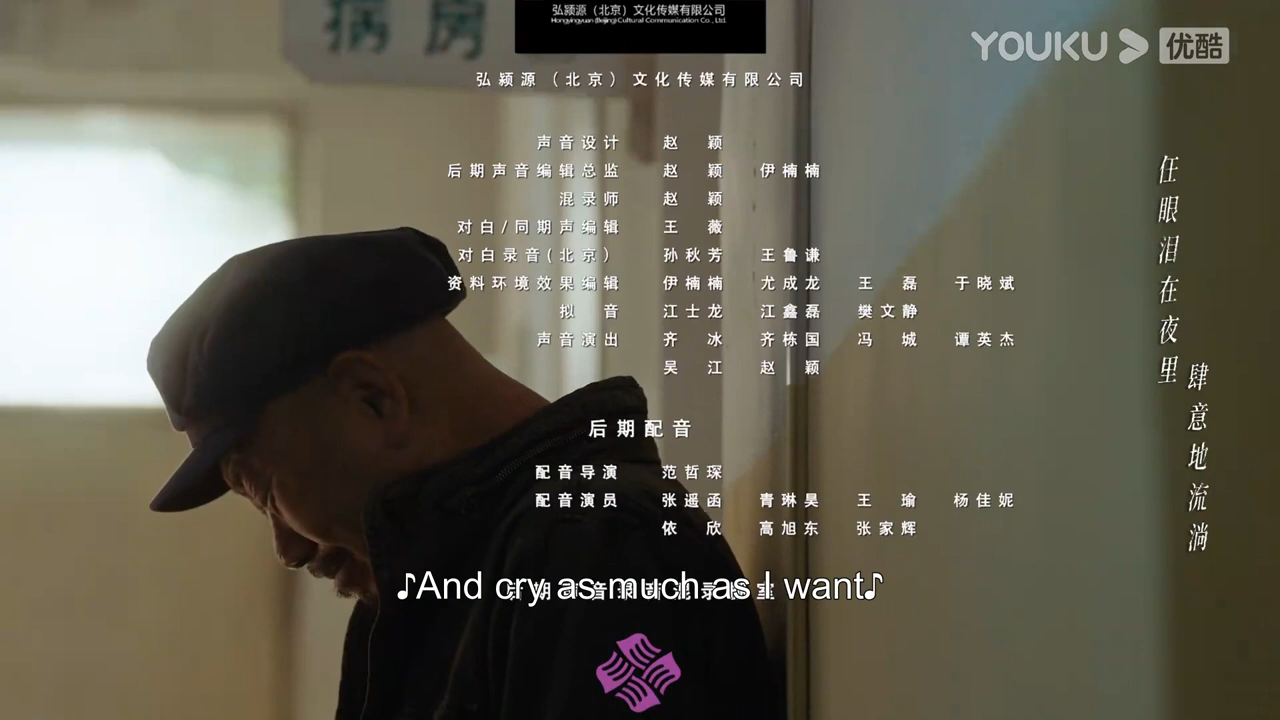 病房
弘颍源（北京）文化传媒有限公司
Hongyingyuan (Beijing) Cultural Communication Co., Ltd.
YOUKU 优酷
弘颍源（北京）文化传媒有限公司
声音设计 赵颖
后期声音编辑总监 赵颖 伊楠楠
混录师 赵颖
对白/同期声编辑 王薇
对白录音(北京) 孙秋芳 王鲁谦
资料环境效果编辑 伊楠楠 尤成龙 王磊 于晓斌
拟音 江士龙 江鑫磊 樊文静
声音演出 齐冰 齐栋国 冯城 谭英杰
吴江 赵颖
后期配音
配音导演 范哲琛
配音演员 张遥函 青琳昊 王瑜 杨佳妮
依欣 高旭东 张家辉
♪And cry as much as I want♪
任眼泪在夜里
肆意地流淌